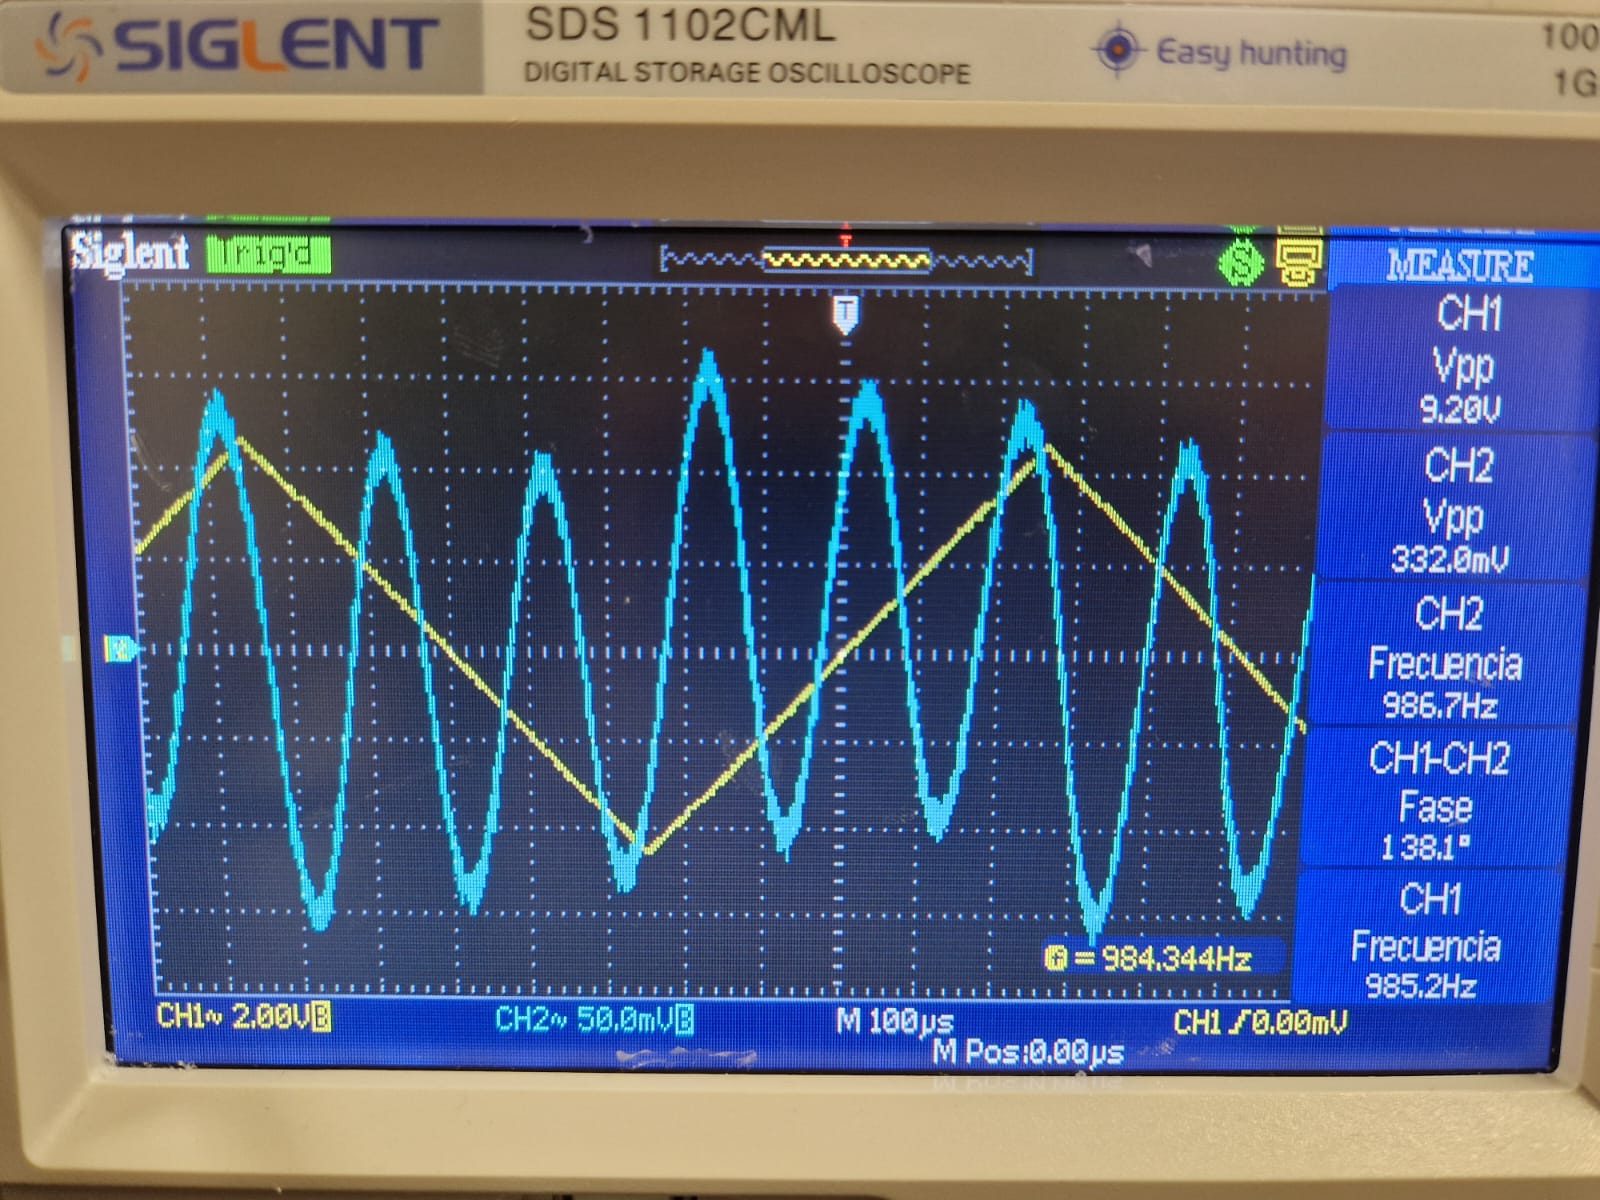 SIGLENT
SDS 1102CML
DIGITAL STORAGE OSCILLOSCOPE
Easy hunting
100
1G
Siglent Trig'd
T
T
S
MEASURE
CH1
Vpp
9.20V
CH2
Vpp
332.0mV
CH2
Frecuencia
986.7Hz
CH1-CH2
Fase
138.1°
CH1
Frecuencia
985.2Hz
= 984.344Hz
CH1~ 2.00VB CH2~ 50.0mVB M 100µs CH1 / 0.00mV
M Pos:0.00µs